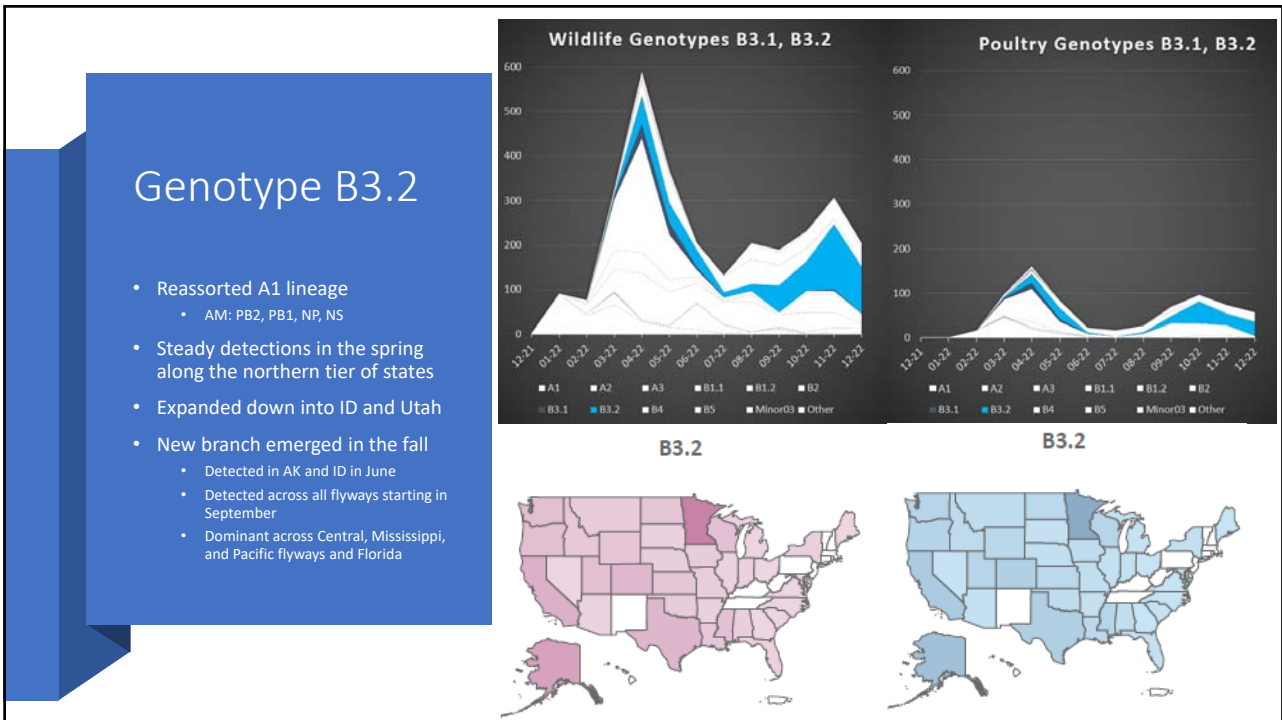 Genotype B3.2
• Reassorted A1 lineage
• AM: PB2, PB1, NP, NS
• Steady detections in the spring
along the northern tier of states
• Expanded down into ID and Utah
• New branch emerged in the fall
• Detected in AK and ID in June
• Detected across all flyways starting in
September
• Dominant across Central, Mississippi,
and Pacific flyways and Florida
Wildlife Genotypes B3.1, B3.2
600
500
400
300
200
100
0
12-21 01-22 02-22 03-22 04-22 05-22 06-22 07-22 08-22 09-22 10-22 11-22 12-22
A1 A2 A3 B1.1 B1.2 B2
B3.1 B3.2 B4 B5 Minor03 Other
Poultry Genotypes B3.1, B3.2
600
500
400
300
200
100
0
12-21 01-22 02-22 03-22 04-22 05-22 06-22 07-22 08-22 09-22 10-22 11-22 12-22
A1 A2 A3 B1.1 B1.2 B2
B3.1 B3.2 B4 B5 Minor03 Other
B3.2
B3.2